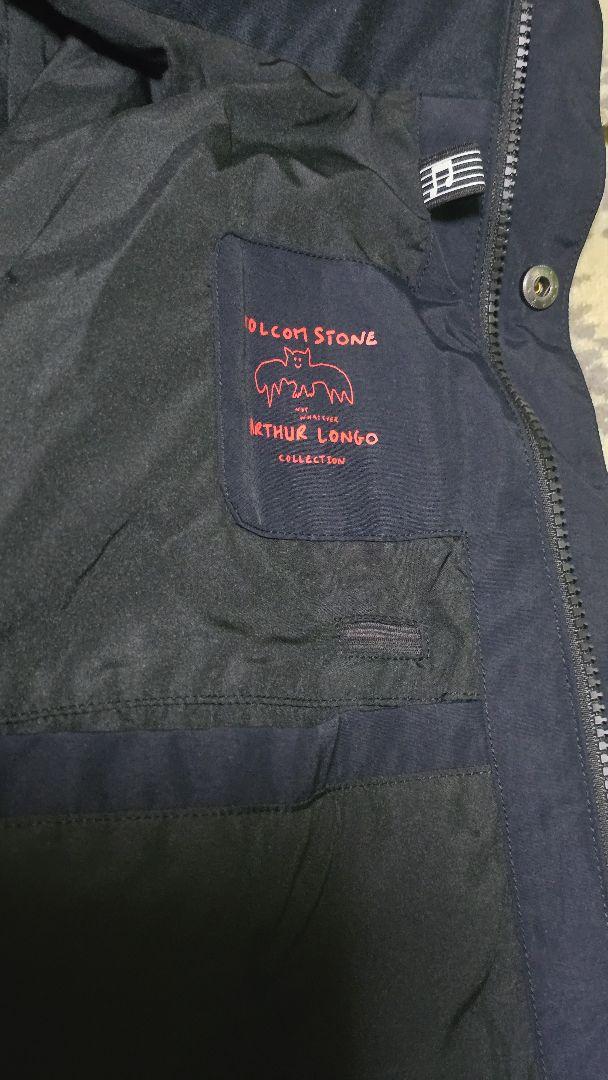 VOLCOM STONE
NOT
WHATEVER
ARTHUR LONGO
COLLECTION